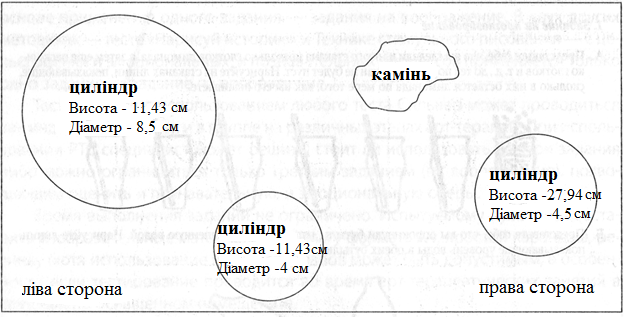 циліндр
Висота - 11,43 см
Діаметр - 8,5 см
камінь
циліндр
Висота -27,94 см
Діаметр -4,5 см
циліндр
Висота -11,43см
Діаметр -4 см
ліва сторона
права сторона